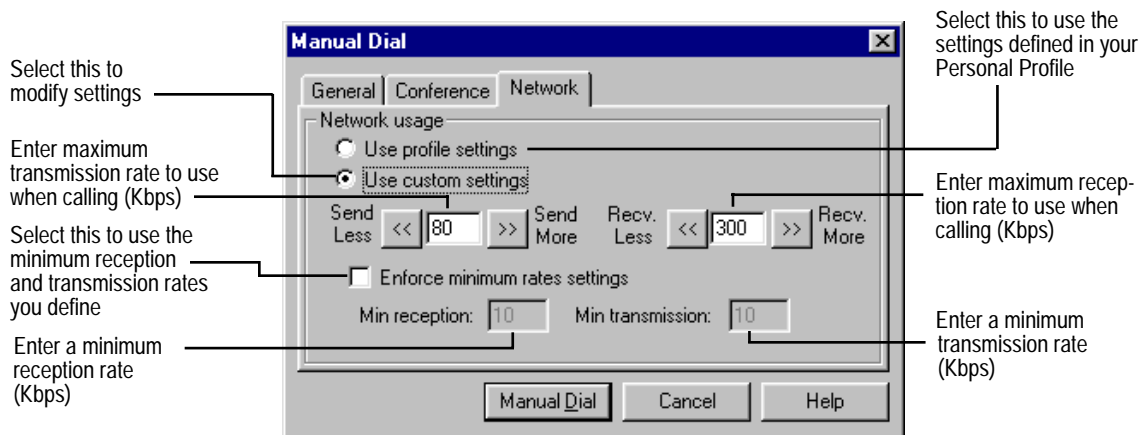 Select this to use the
settings defined in your
Personal Profile
Manual Dial
Select this to
modify settings
General Conference Network
Network usage
Use profile settings
Enter maximum
transmission rate to use
when calling (Kbps)
Use custom settings
Enter maximum recep-
tion rate to use when
calling (Kbps)
Send
Less
<<
80
>>
Send
More
Recv.
Less
<<
300
>>
Recv.
More
Select this to use the
minimum reception
and transmission rates
you define
Enforce minimum rates settings
Min reception: 10 Min transmission: 10
Enter a minimum
reception rate
(Kbps)
Enter a minimum
transmission rate
(Kbps)
Manual Dial Cancel Help